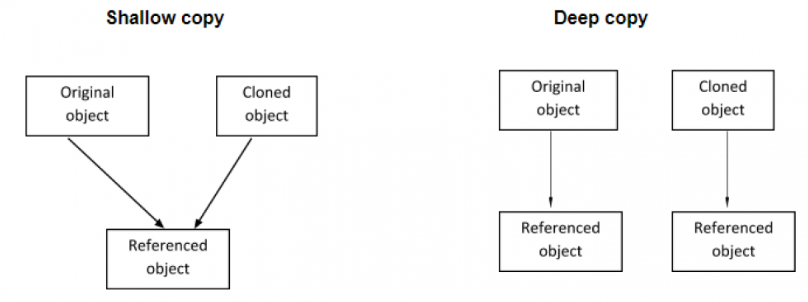 Shallow copy
Original
object
Cloned
object
Referenced
object
Deep copy
Original
object
Cloned
object
Referenced
object
Referenced
object